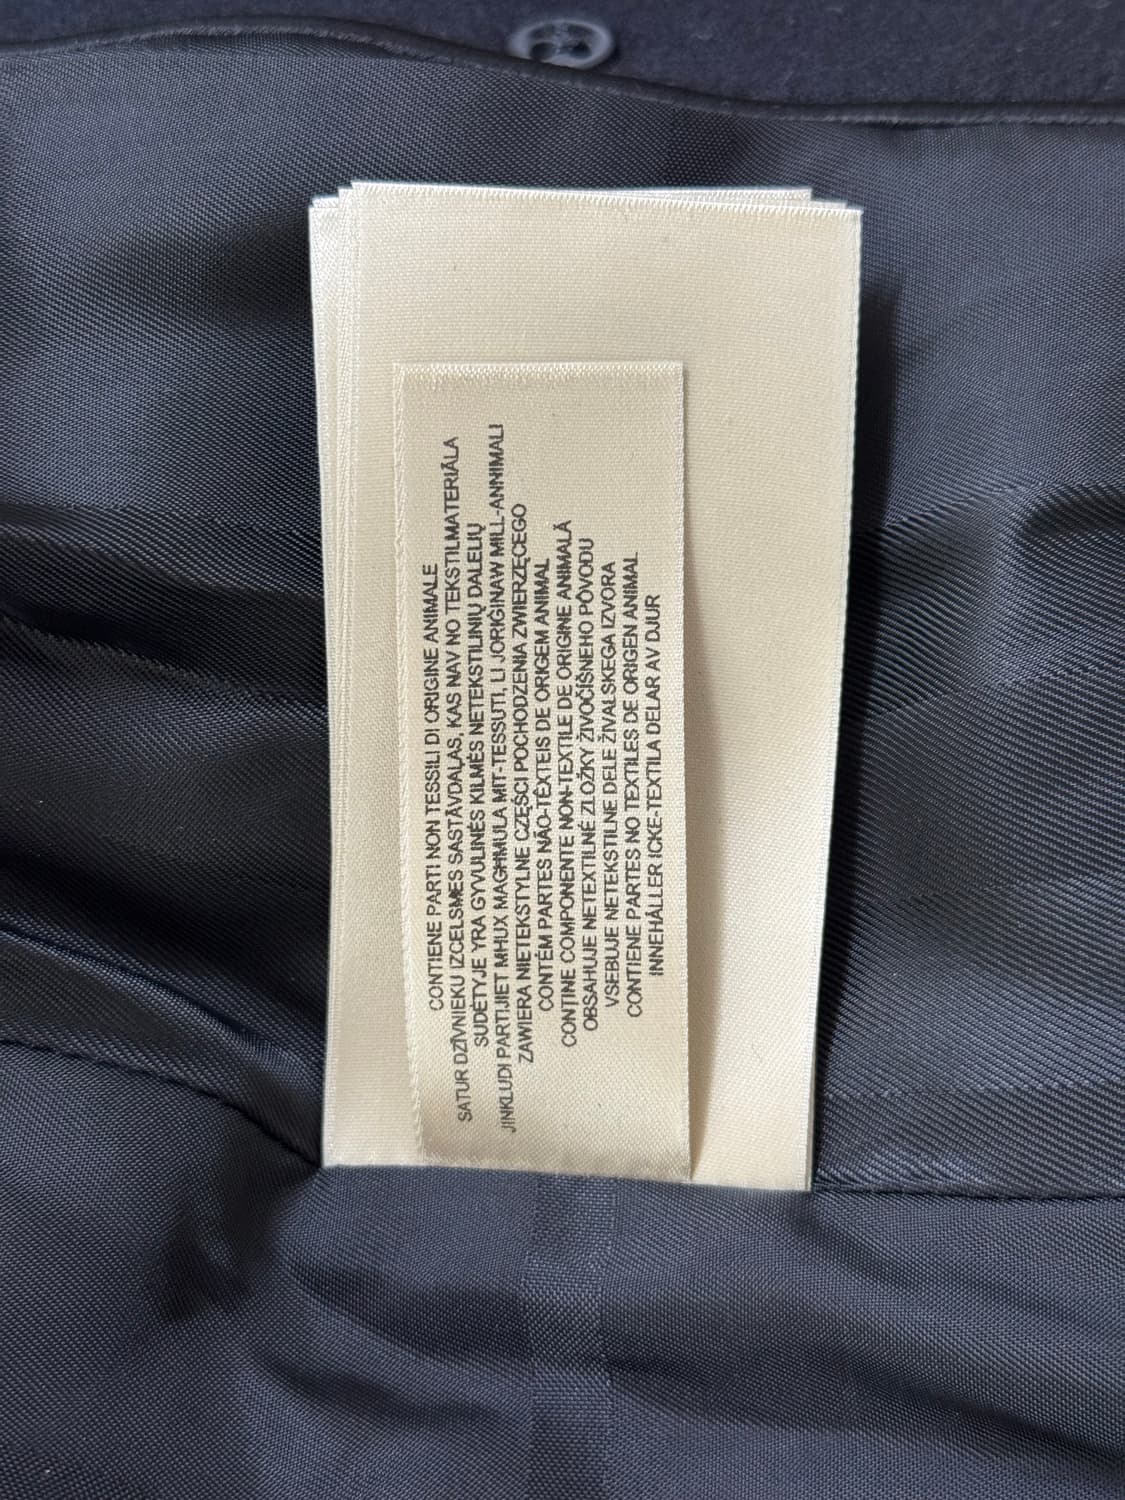 CONTIENE PARTI NON TESSILI DI ORIGINE ANIMALE
SATUR DZĪVNIEKU IZCELSMES SASTĀVDAĻAS, KAS NAV NO TEKSTILMATERIĀLA
SUDĖTYJE YRA GYVULINĖS KILMĖS NETEKSTILINIŲ DALELIŲ
JINKLUDI PARTIJIET MHUX MAGĦMULA MIT-TESSUTI, LI JORIĠINAW MILL-ANNIMALI
ZAWIERA NIETEKSTYLNE CZĘŚCI POCHODZENIA ZWIERZĘCEGO
CONTÉM PARTES NÃO-TÊXTEIS DE ORIGEM ANIMAL
CONŢINE COMPONENTE NON-TEXTILE DE ORIGINE ANIMALĂ
OBSAHUJE NETEXTILNÉ ZLOŽKY ŽIVOČÍŠNEHO PÔVODU
VSEBUJE NETEKSTILNE DELE ŽIVALSKEGA IZVORA
CONTIENE PARTES NO TEXTILES DE ORIGEN ANIMAL
INNEHÅLLER ICKE-TEXTILA DELAR AV DJUR